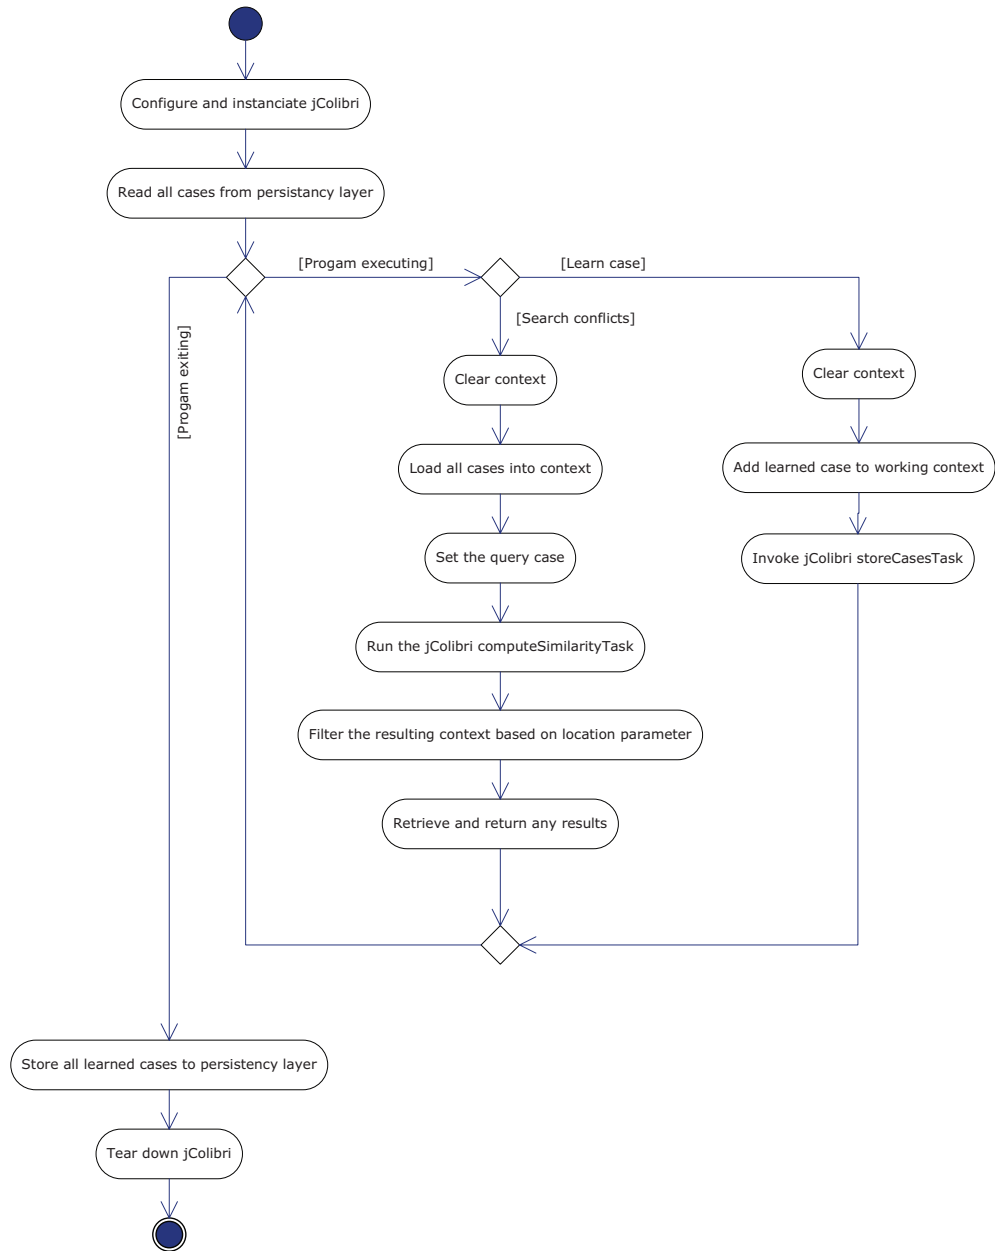 Configure and instanciate jColibri
Read all cases from persistancy layer
[Progam executing]
[Learn case]
[Search conflicts]
[Progam exiting]
Clear context
Clear context
Load all cases into context
Add learned case to working context
Set the query case
Invoke jColibri storeCasesTask
Run the jColibri computeSimilarityTask
Filter the resulting context based on location parameter
Retrieve and return any results
Store all learned cases to persistency layer
Tear down jColibri